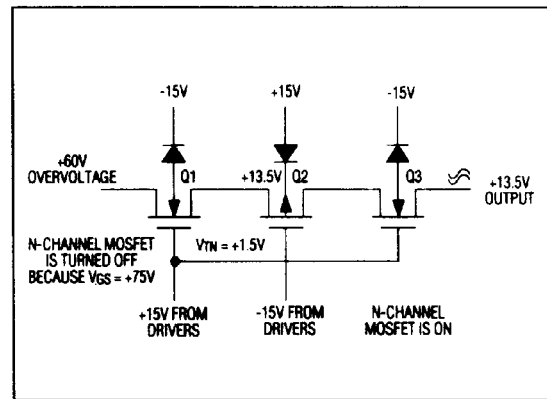 -15V
+15V
-15V
+60V
OVERVOLTAGE
Q1
+13.5V
Q2
Q3
+13.5V
OUTPUT
N-CHANNEL MOSFET
IS TURNED OFF
BECAUSE VGS = +75V
VTN = +1.5V
+15V FROM
DRIVERS
-15V FROM
DRIVERS
N-CHANNEL
MOSFET IS ON